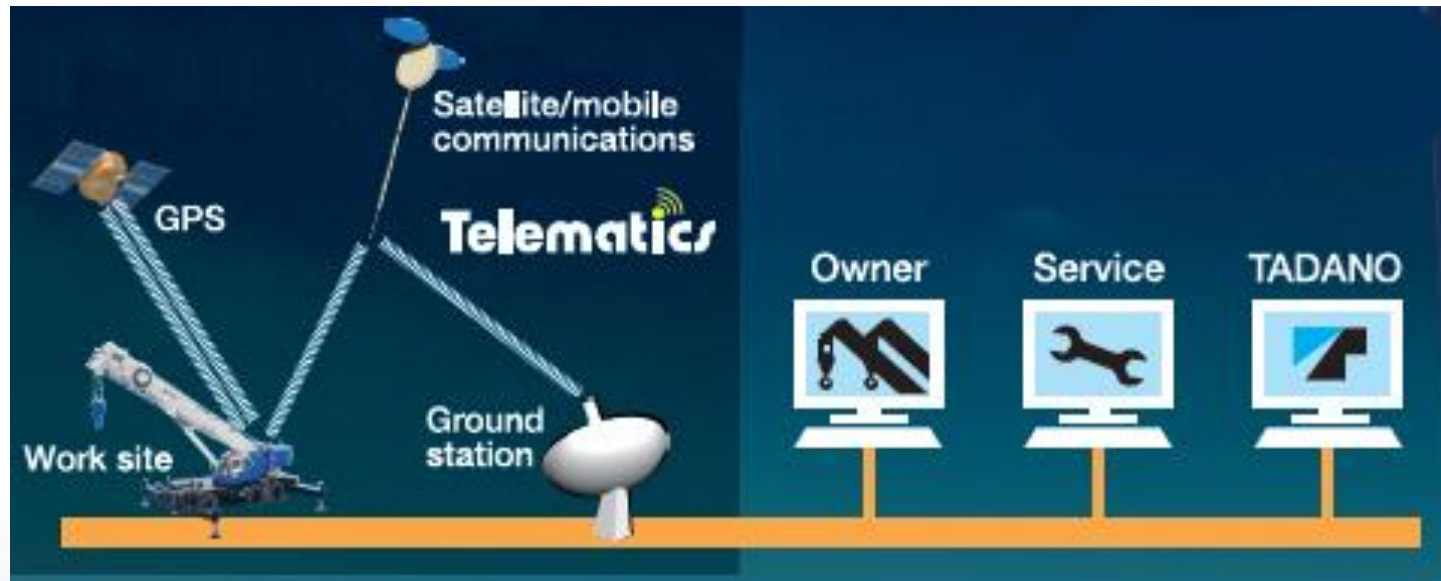 Satellite/mobile
communications
GPS
Telematics
Owner
Service
TADANO
Ground
station
Work site